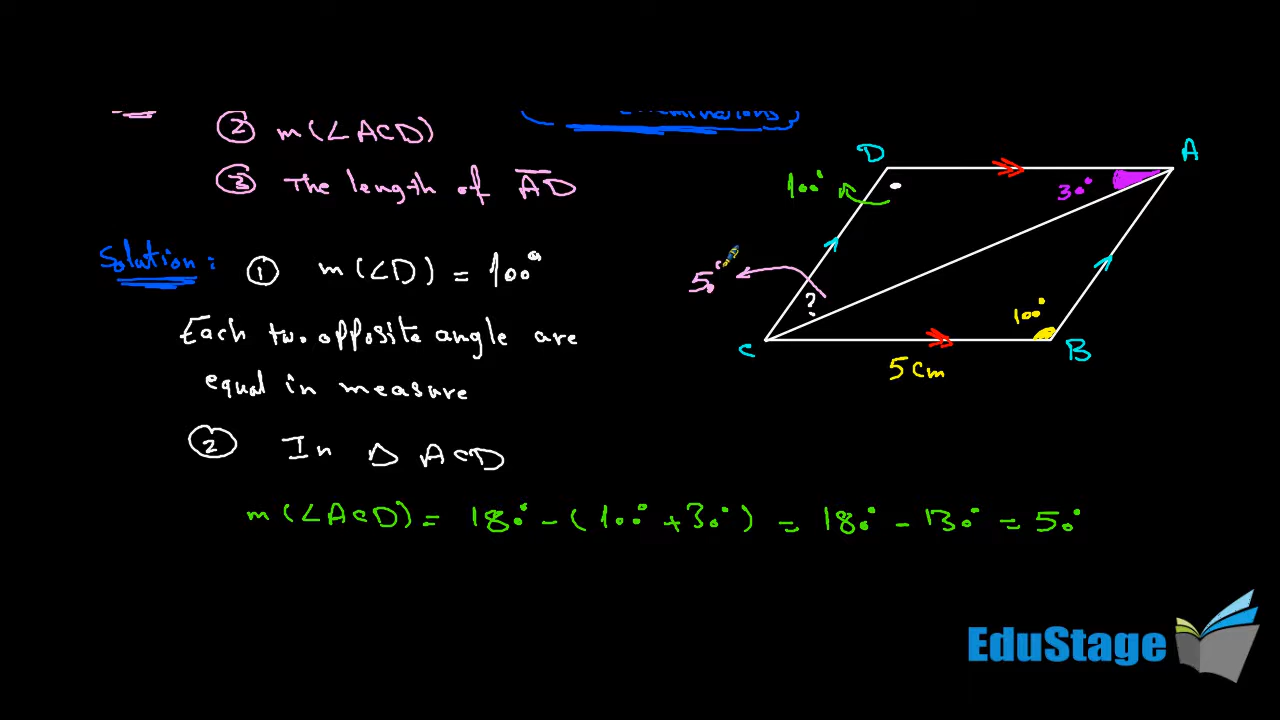 ② m(∠ACD)
③ The length of A̅D̅
Solution: ① m(∠D) = 100°
Each two opposite angle are
equal in measure
② In △ ACD
m(∠ACD) = 180° - (100° + 30°) = 180° - 130° = 50°
D
A
100°
30°
50°
?
100°
C
B
5 cm
EduStage